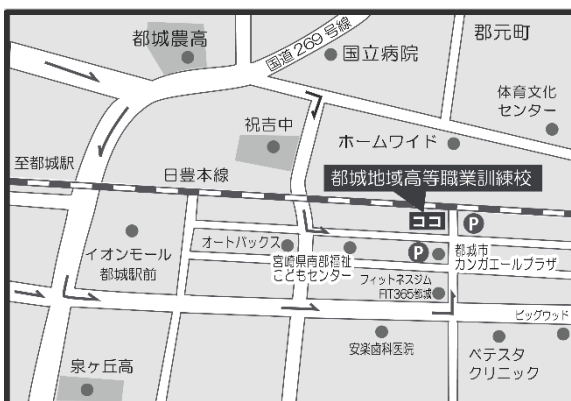 都城農高
国道269号線
国立病院
郡元町
体育文化
センター
祝吉中
ホームワイド
至都城駅
日豊本線
都城地域高等職業訓練校
ココ
P
オートバックス
イオンモール
都城駅前
宮崎県南部福祉
こどもセンター
P
都城市
カンガエールプラザ
フィットネスジム
FIT365都城
ビッグウッド
安楽歯科医院
ベテスタ
クリニック
泉ヶ丘高